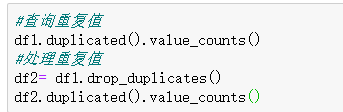 #查询重复值
df1.duplicated().value_counts()
#处理重复值
df2= df1.drop_duplicates()
df2.duplicated().value_counts()